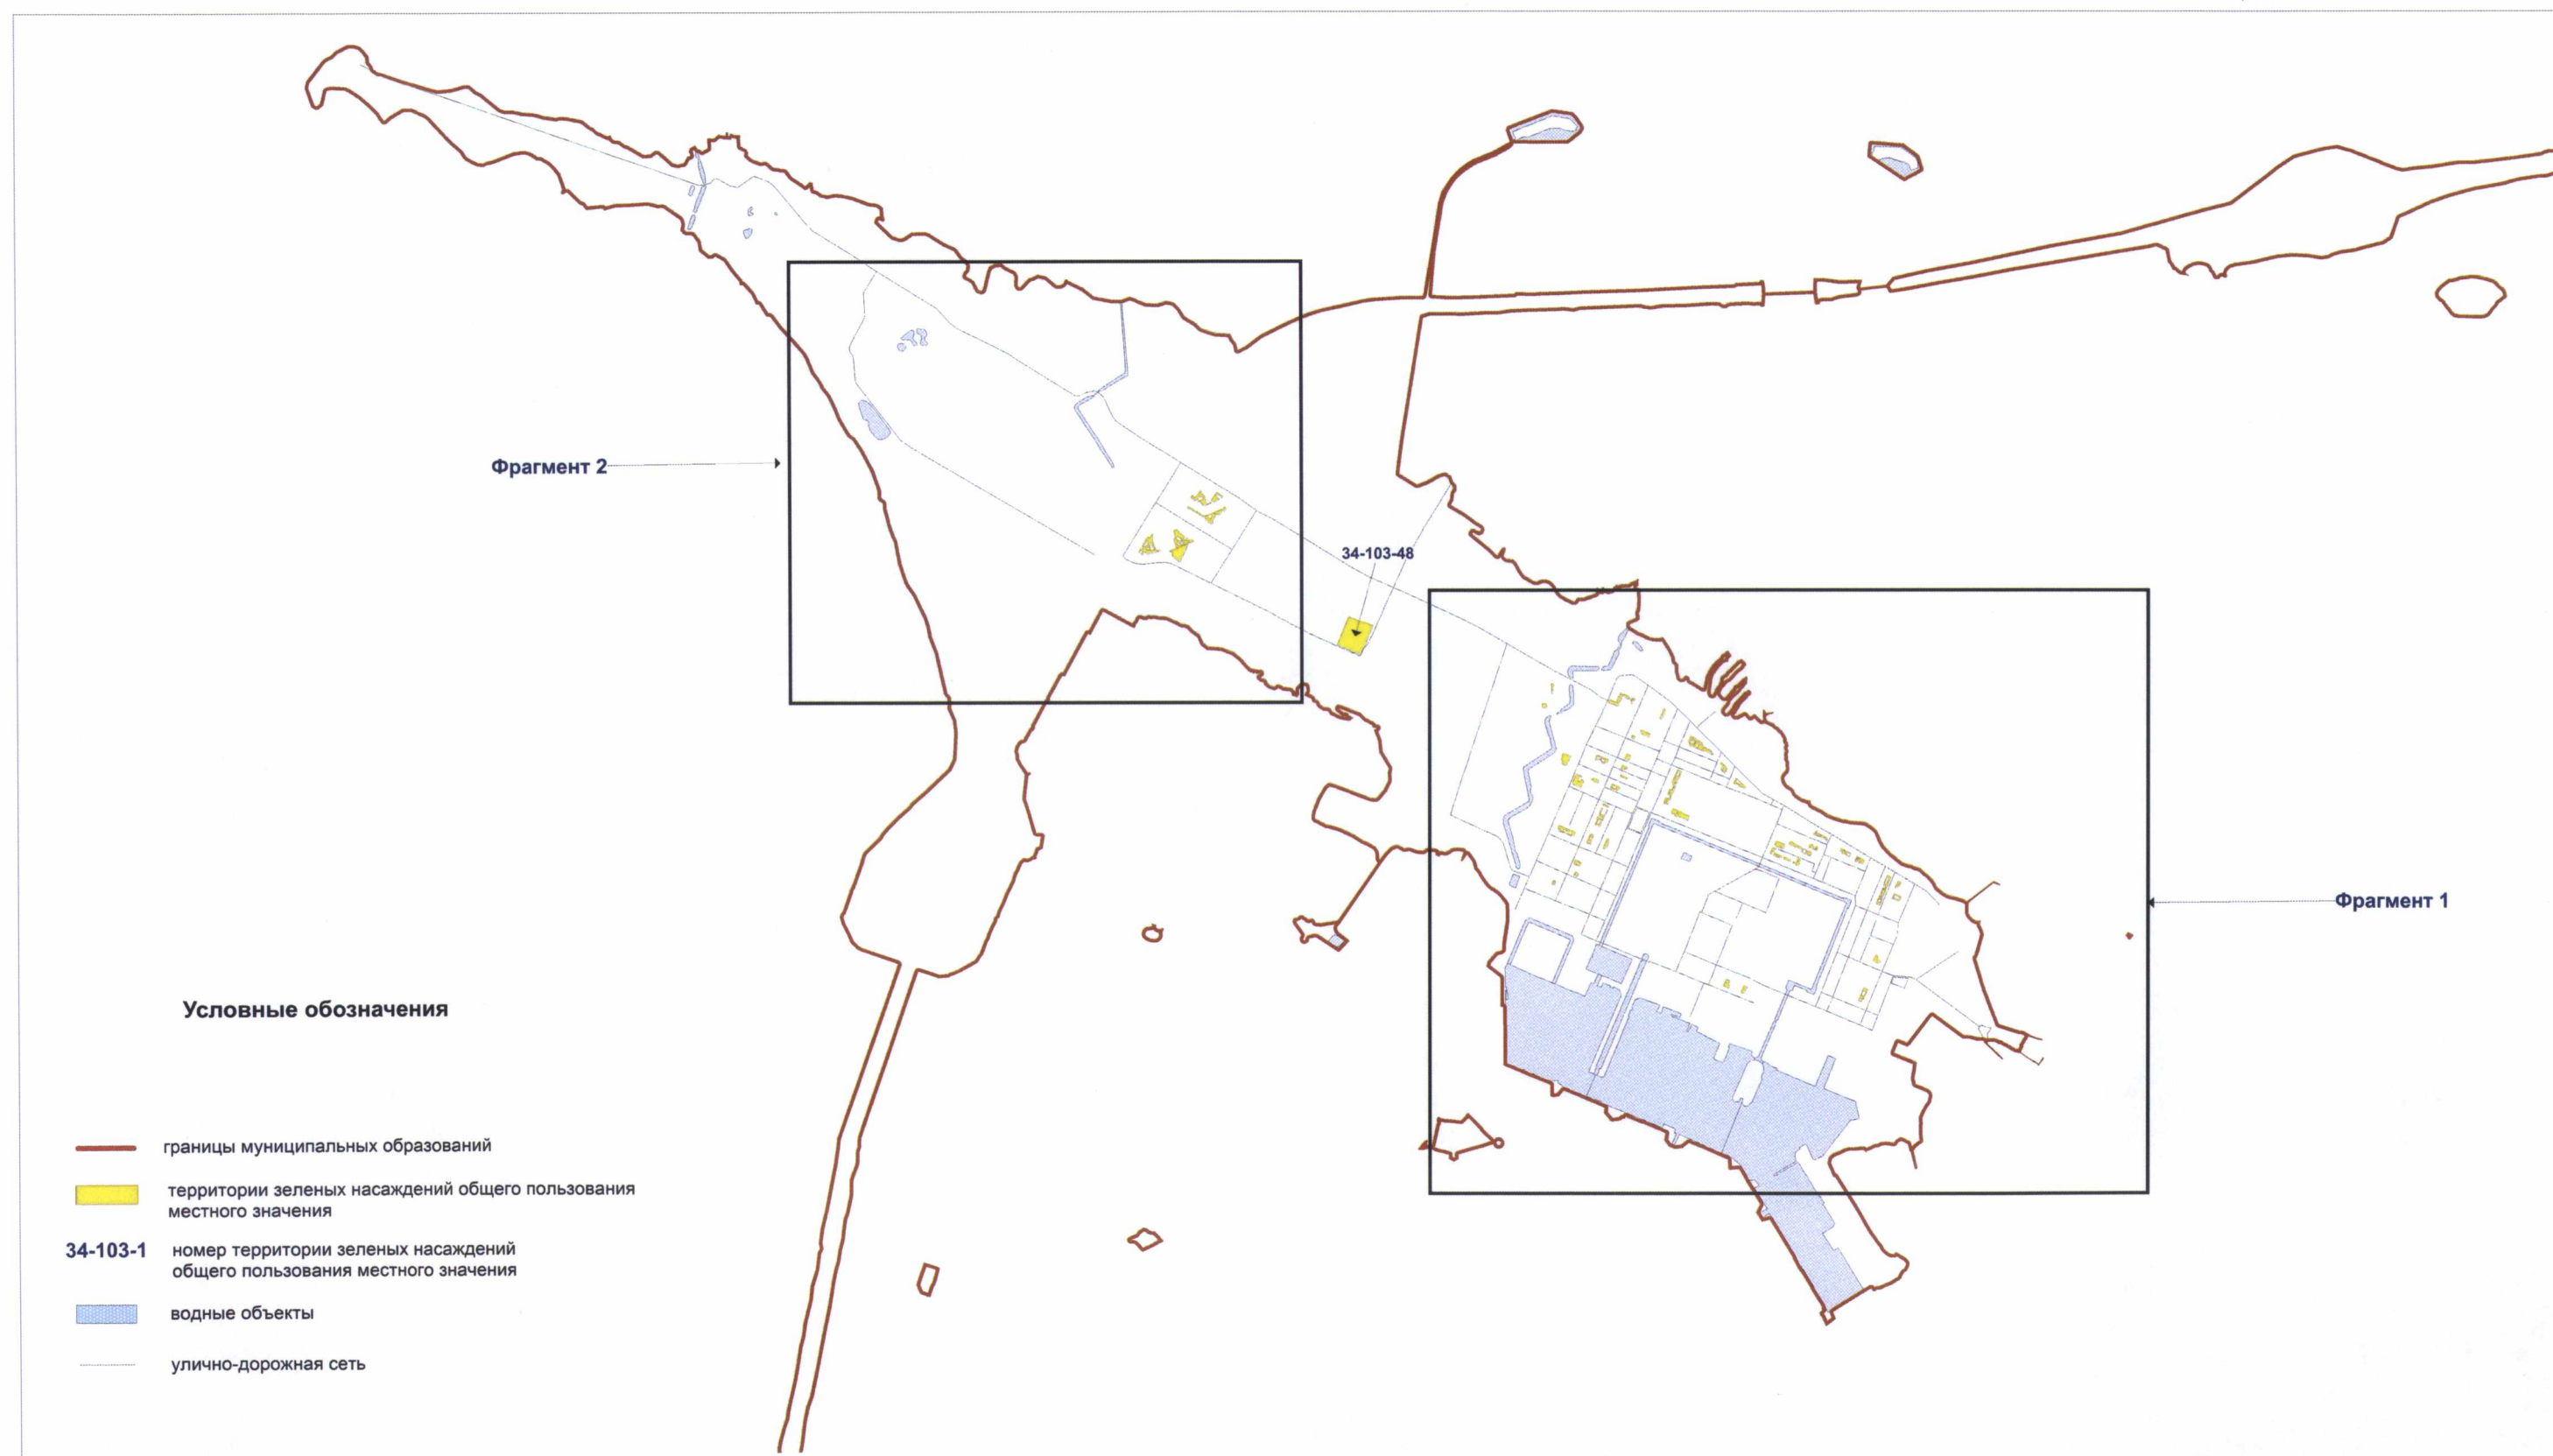 Фрагмент 2
34-103-48
Фрагмент 1
Условные обозначения
границы муниципальных образований
территории зеленых насаждений общего пользования
местного значения
34-103-1
номер территории зеленых насаждений
общего пользования местного значения
водные объекты
улично-дорожная сеть